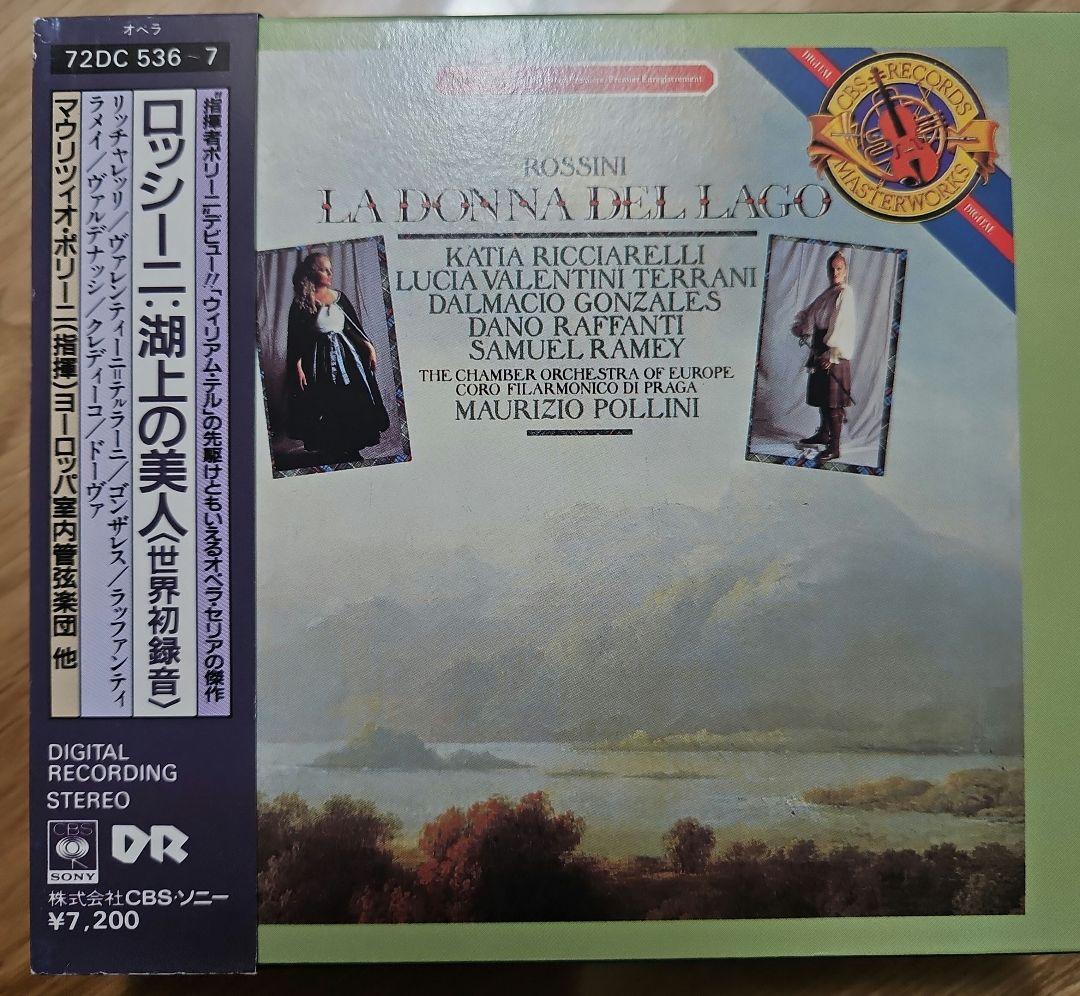 オペラ
72DC 536~7
"指揮者ポリーニ"デビュー!!「ウィリアム・テル」の先駆けともいえるオペラ・セリアの傑作
ロッシーニ:湖上の美人〈世界初録音〉
リッチャレッリ/ヴァレンティーニ=テルラーニ/ゴンザレス/ラッファンティ
ラメイ/ヴァルデナッシ/クレディーコ/ドーヴァ
マウリツィオ・ポリーニ(指揮)ヨーロッパ室内管弦楽団 他
DIGITAL
RECORDING
STEREO
CBS
SONY
DR
株式会社CBS・ソニー
¥7,200
Premiere/Premier Enregistrement
DIGITAL
CBS RECORDS
MASTERWORKS
DIGITAL
ROSSINI
LA DONNA DEL LAGO
KATIA RICCIARELLI
LUCIA VALENTINI TERRANI
DALMACIO GONZALES
DANO RAFFANTI
SAMUEL RAMEY
THE CHAMBER ORCHESTRA OF EUROPE
CORO FILARMONICO DI PRAGA
MAURIZIO POLLINI